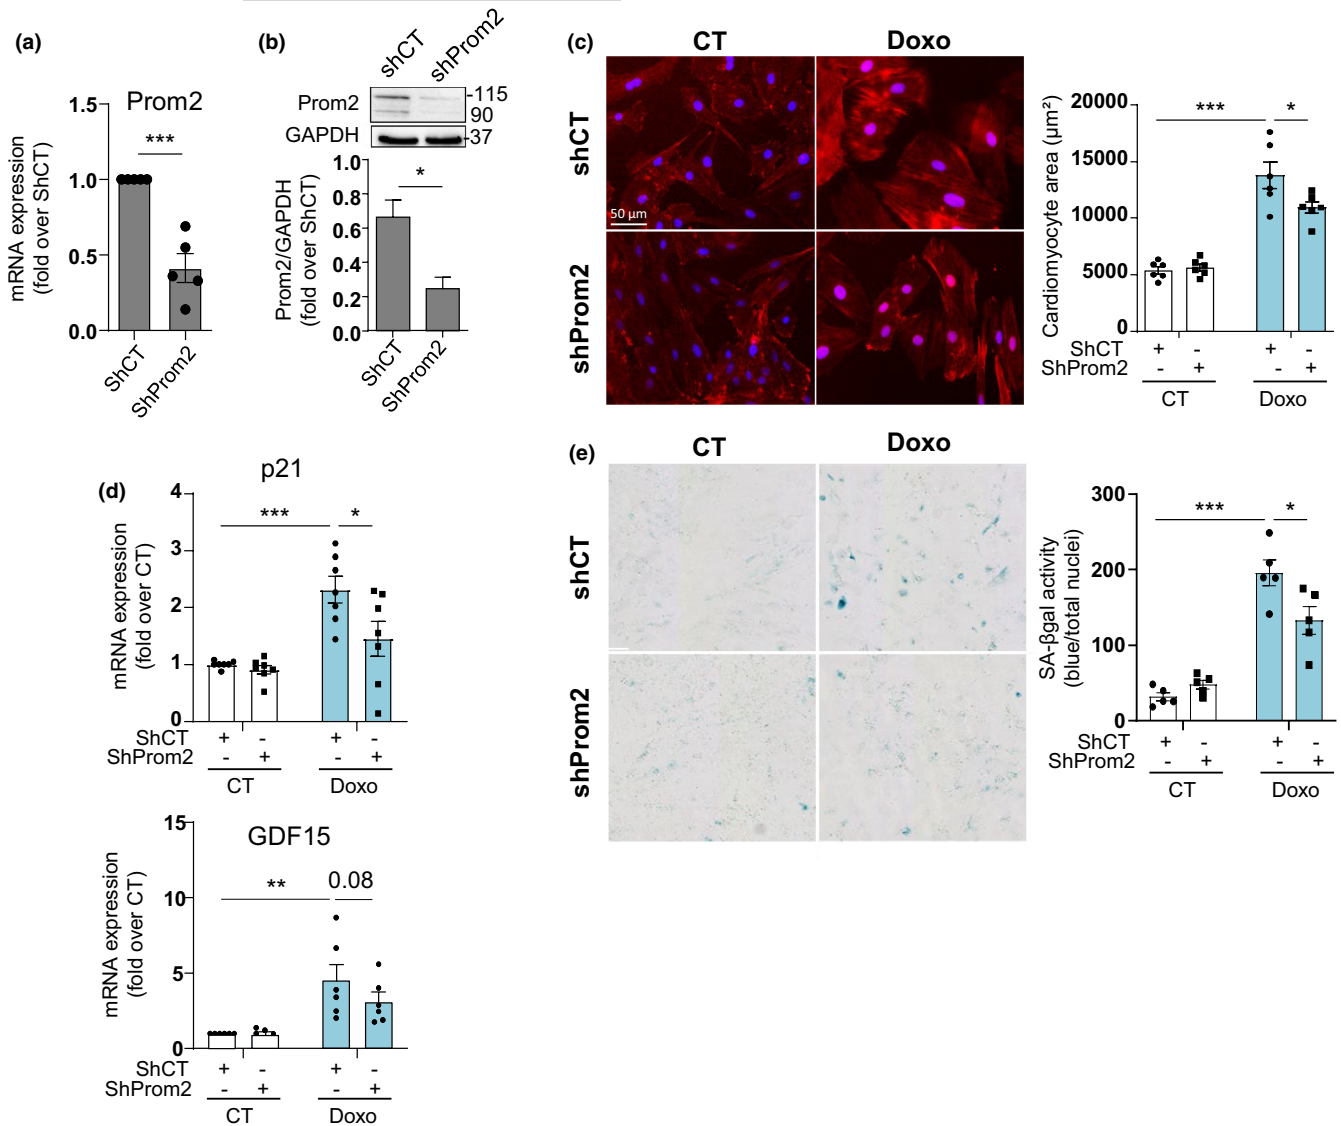 (a)
Prom2
mRNA expression
(fold over ShCT)
1.5
1.0
0.5
0.0
***
ShCT
ShProm2
(b)
shCT
shProm2
Prom2
-115
90
GAPDH
-37
Prom2/GAPDH
(fold over ShCT)
1.0
0.8
0.6
0.4
0.2
0.0
*
ShCT
ShProm2
(c)
CT
Doxo
shCT
shProm2
50 µm
Cardiomyocyte area (µm²)
20000
15000
10000
5000
0
***
*
ShCT + - + -
ShProm2 - + - +
CT
Doxo
(d)
p21
mRNA expression
(fold over CT)
4
3
2
1
0
***
*
ShCT + - + -
ShProm2 - + - +
CT
Doxo
GDF15
mRNA expression
(fold over CT)
15
10
5
0
**
0.08
ShCT + - + -
ShProm2 - + - +
CT
Doxo
(e)
CT
Doxo
shCT
shProm2
SA-βgal activity
(blue/total nuclei)
300
200
100
0
***
*
ShCT + - + -
ShProm2 - + - +
CT
Doxo